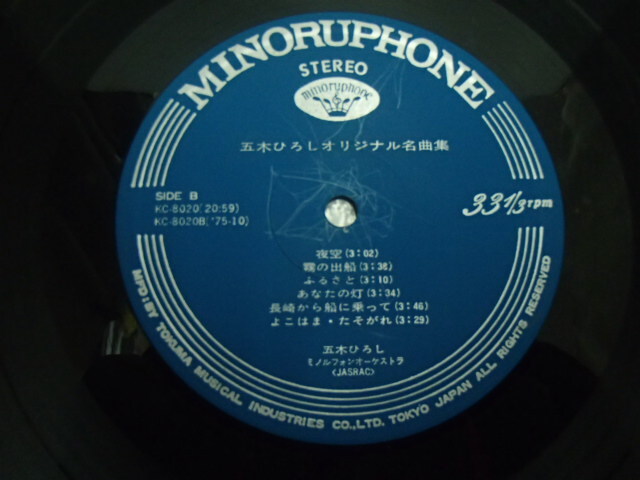 MINORUPHONE
STEREO
minoruphone
五木ひろしオリジナル名曲集
SIDE B
KC-8020(20:59)
KC-8020B('75-10)
33 1/3 rpm
夜空(3:02)
霧の出船(3:36)
ふるさと(3:10)
あなたの灯(3:34)
長崎から船に乗って(3:46)
よこはま・たそがれ(3:29)
五木ひろし
ミノルフォンオーケストラ
<JASRAC>
MFD: BY TOKUMA MUSICAL INDUSTRIES CO., LTD. TOKYO JAPAN ALL RIGHTS RESERVED